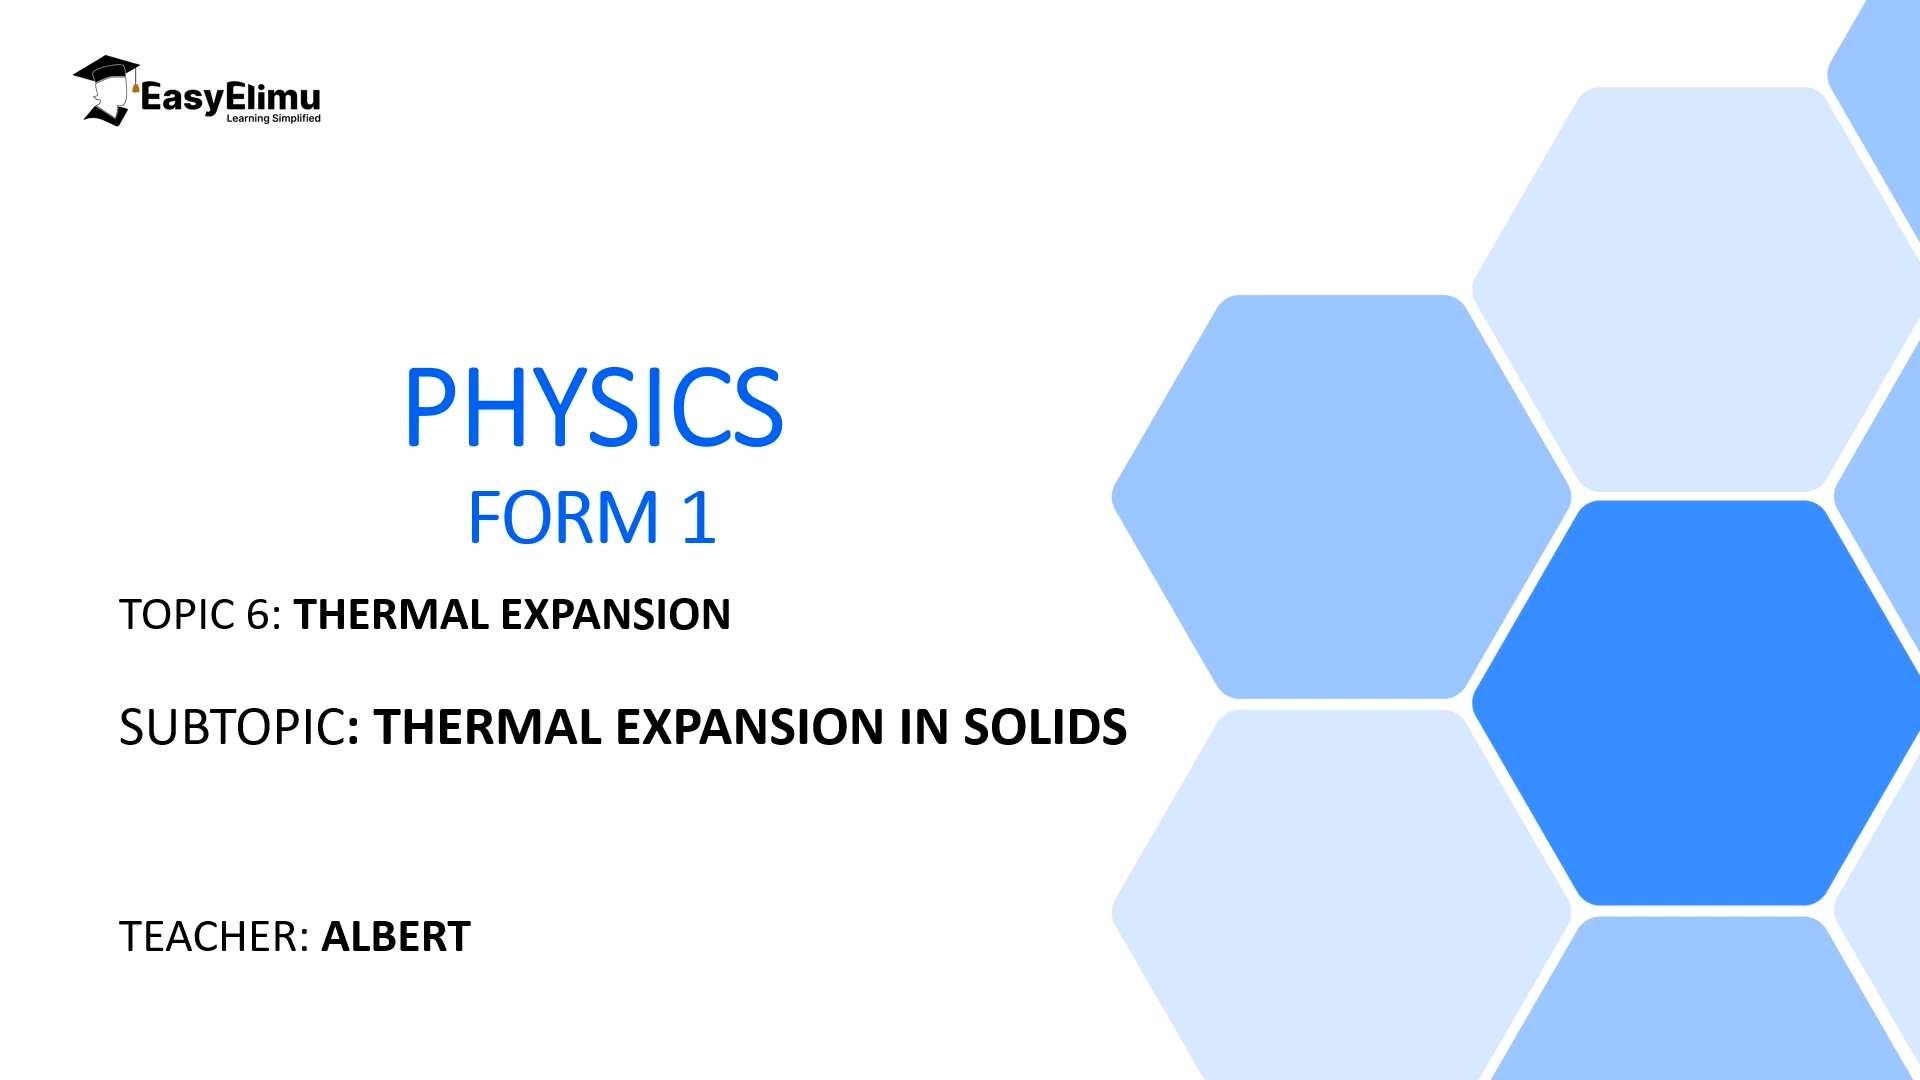 EasyElimu
Learning Simplified
PHYSICS
FORM 1
TOPIC 6: THERMAL EXPANSION
SUBTOPIC: THERMAL EXPANSION IN SOLIDS
TEACHER: ALBERT